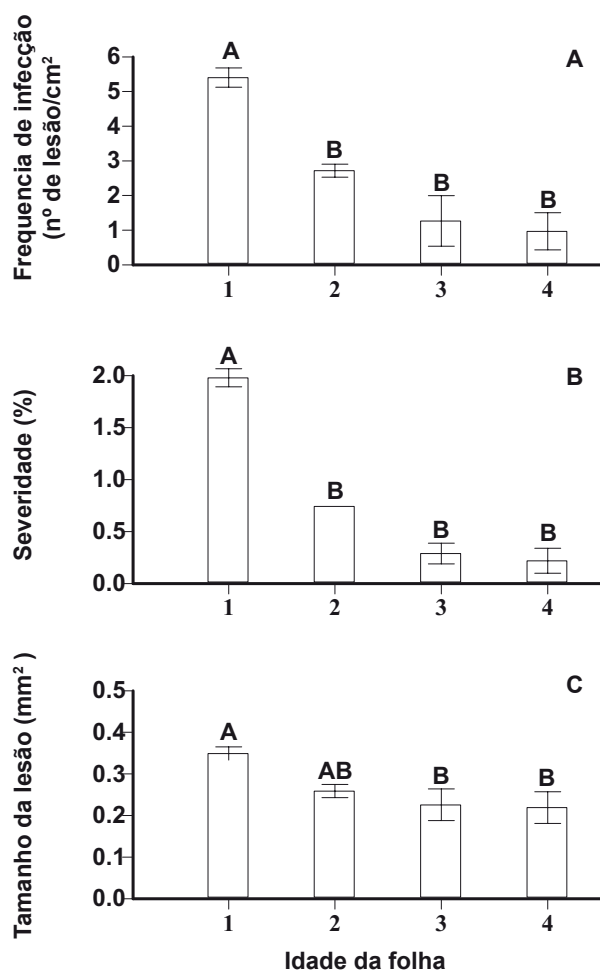 Frequencia de infecção
(nº de lesão/cm²
A
6
5
4
3
2
1
0
A
B
B
B
1 2 3 4
Severidade (%)
B
2.0
1.5
1.0
0.5
0.0
A
B
B
B
1 2 3 4
Tamanho da lesão (mm²)
C
0.5
0.4
0.3
0.2
0.1
0.0
A
AB
B
B
1 2 3 4
Idade da folha